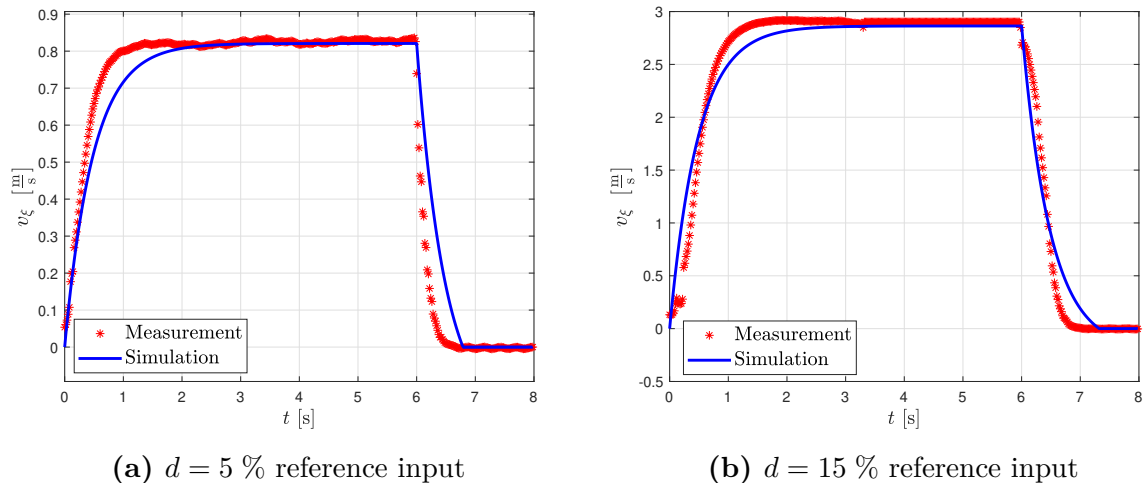 0.9
0.8
0.7
0.6
0.5
0.4
0.3
0.2
0.1
0
v_ξ [m/s]
Measurement
Simulation
0 1 2 3 4 5 6 7 8
t [s]
(a) d = 5 % reference input
3
2.5
2
1.5
1
0.5
0
-0.5
v_ξ [m/s]
Measurement
Simulation
0 1 2 3 4 5 6 7 8
t [s]
(b) d = 15 % reference input